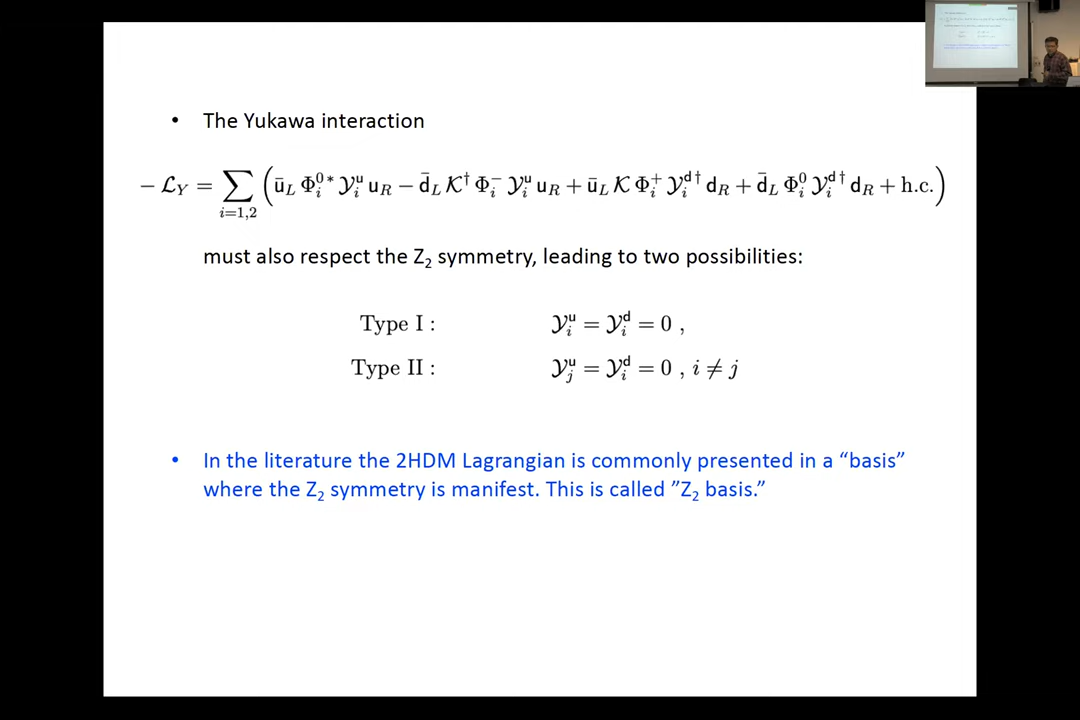 • The Yukawa interaction
− ℒ_Y = ∑_{i=1,2} ( ū_L Φ_i^{0*} 𝒴_i^u u_R − d̄_L 𝒦^† Φ_i^− 𝒴_i^u u_R + ū_L 𝒦 Φ_i^+ 𝒴_i^{d†} d_R + d̄_L Φ_i^0 𝒴_i^{d†} d_R + h.c. )
must also respect the Z₂ symmetry, leading to two possibilities:
Type I : 𝒴_i^u = 𝒴_i^d = 0 ,
Type II : 𝒴_j^u = 𝒴_i^d = 0 , i ≠ j
• In the literature the 2HDM Lagrangian is commonly presented in a “basis”
where the Z₂ symmetry is manifest. This is called ”Z₂ basis.”